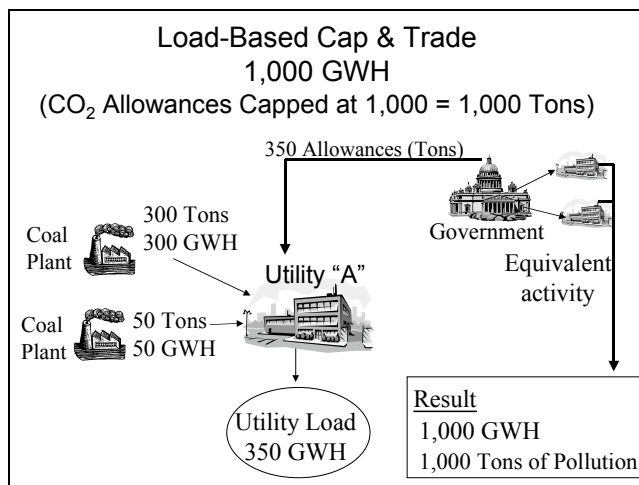 Load-Based Cap & Trade
1,000 GWH
(CO₂ Allowances Capped at 1,000 = 1,000 Tons)
350 Allowances (Tons)
Government
Equivalent
activity
300 Tons
300 GWH
Coal
Plant
Utility “A”
50 Tons
50 GWH
Coal
Plant
Utility Load
350 GWH
Result
1,000 GWH
1,000 Tons of Pollution